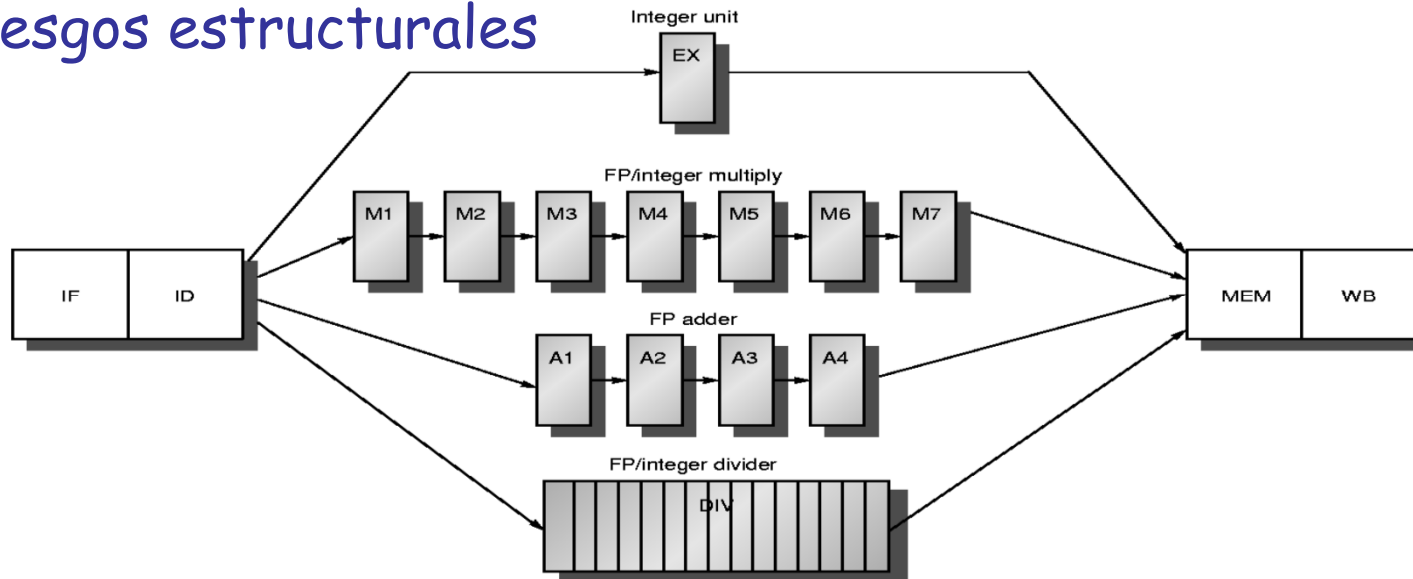 esgos estructurales
Integer unit
EX
FP/integer multiply
M1 M2 M3 M4 M5 M6 M7
IF ID
MEM WB
FP adder
A1 A2 A3 A4
FP/integer divider
DIV